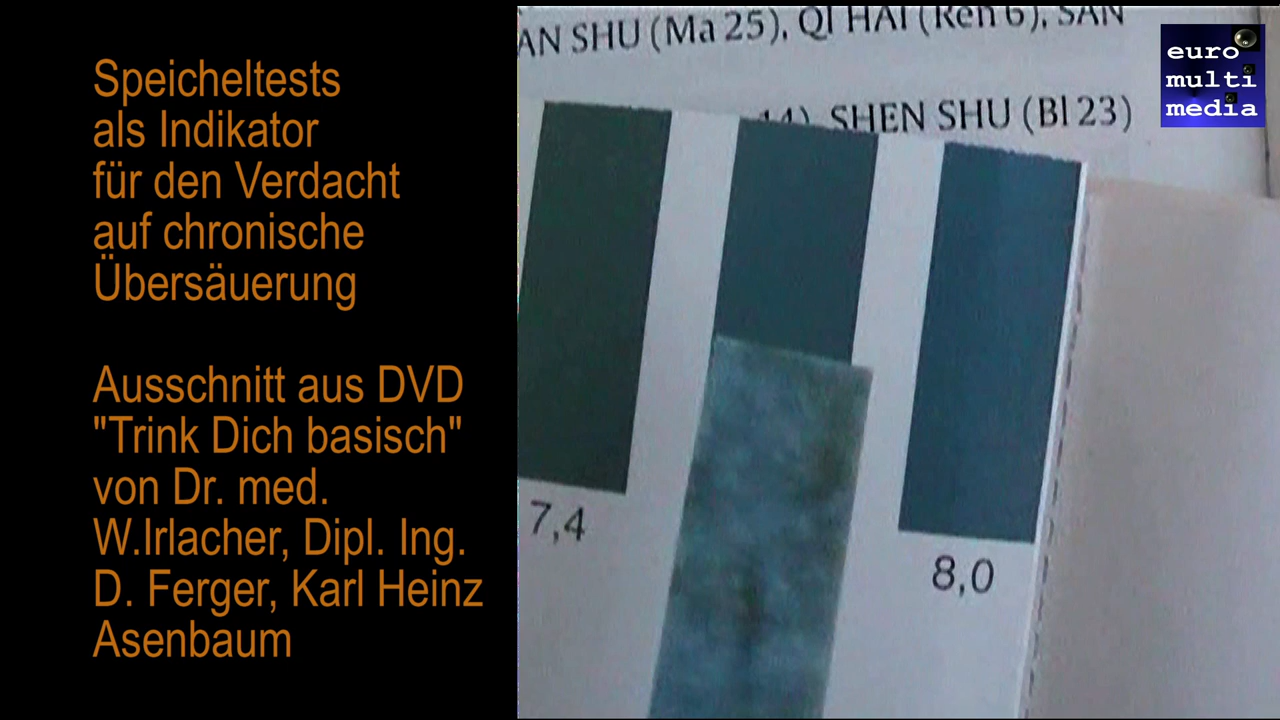 Speicheltests
als Indikator
für den Verdacht
auf chronische
Übersäuerung
Ausschnitt aus DVD
"Trink Dich basisch"
von Dr. med.
W.Irlacher, Dipl. Ing.
D. Ferger, Karl Heinz
Asenbaum
AN SHU (Ma 25), QI HAI (Ren 6), SAN
14), SHEN SHU (Bl 23)
7,4
8,0
euro
multi
media